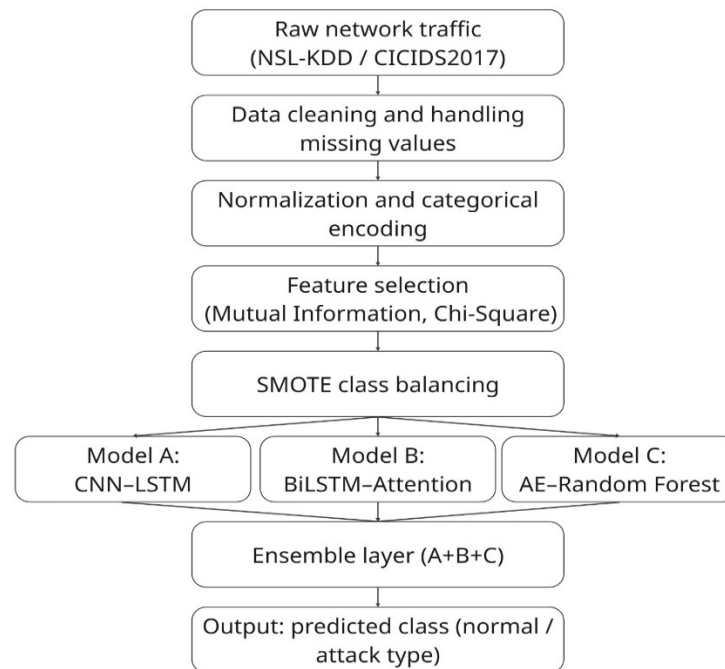 Raw network traffic
(NSL-KDD / CICIDS2017)
Data cleaning and handling
missing values
Normalization and categorical
encoding
Feature selection
(Mutual Information, Chi-Square)
SMOTE class balancing
Model A:
CNN–LSTM
Model B:
BiLSTM–Attention
Model C:
AE–Random Forest
Ensemble layer (A+B+C)
Output: predicted class (normal /
attack type)